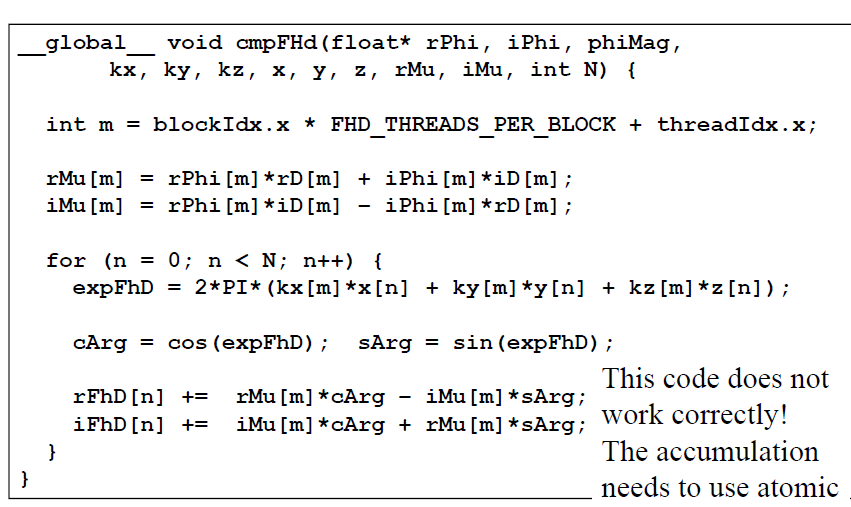 __global__ void cmpFHd(float* rPhi, iPhi, phiMag,
kx, ky, kz, x, y, z, rMu, iMu, int N) {
int m = blockIdx.x * FHD_THREADS_PER_BLOCK + threadIdx.x;
rMu[m] = rPhi[m]*rD[m] + iPhi[m]*iD[m];
iMu[m] = rPhi[m]*iD[m] – iPhi[m]*rD[m];
for (n = 0; n < N; n++) {
expFhD = 2*PI*(kx[m]*x[n] + ky[m]*y[n] + kz[m]*z[n]);
cArg = cos(expFhD); sArg = sin(expFhD);
rFhD[n] += rMu[m]*cArg – iMu[m]*sArg;
iFhD[n] += iMu[m]*cArg + rMu[m]*sArg;
}
}
This code does not
work correctly!
The accumulation
needs to use atomic